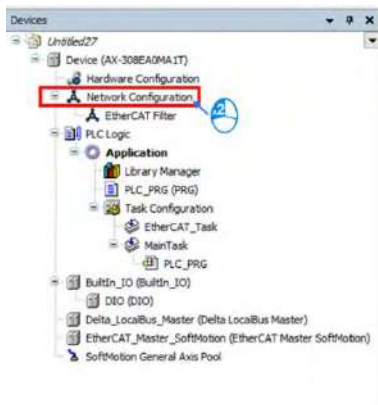 Devices
Untitled27
Device (AX-308EA0MA1T)
Hardware Configuration
Network Configuration
2
EtherCAT Filter
PLC Logic
Application
Library Manager
PLC_PRG (PRG)
Task Configuration
EtherCAT_Task
MainTask
PLC_PRG
BuiltIn_IO (BuiltIn_IO)
DIO (DIO)
Delta_LocalBus_Master (Delta LocalBus Master)
EtherCAT_Master_SoftMotion (EtherCAT Master SoftMotion)
SoftMotion General Axis Pool